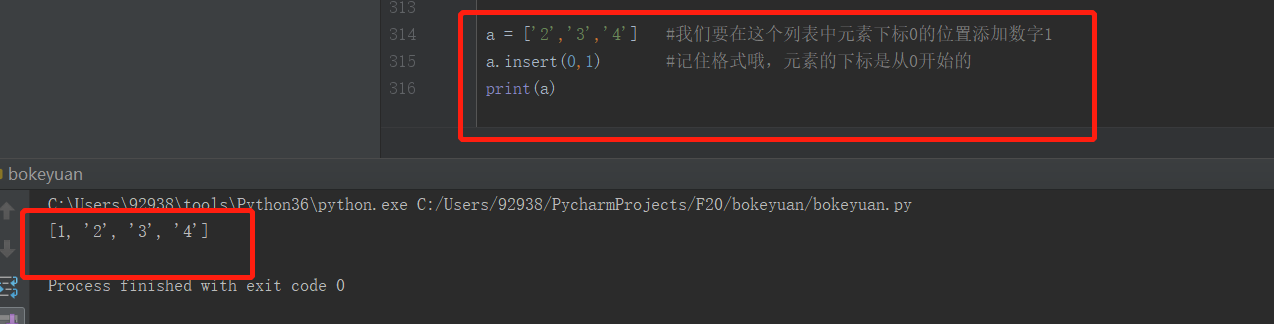 313
314 a = ['2','3','4'] #我们要在这个列表中元素下标0的位置添加数字1
315 a.insert(0,1) #记住格式哦，元素的下标是从0开始的
316 print(a)
bokeyuan
C:\Users\92938\tools\Python36\python.exe C:/Users/92938/PycharmProjects/F20/bokeyuan/bokeyuan.py
[1, '2', '3', '4']
Process finished with exit code 0